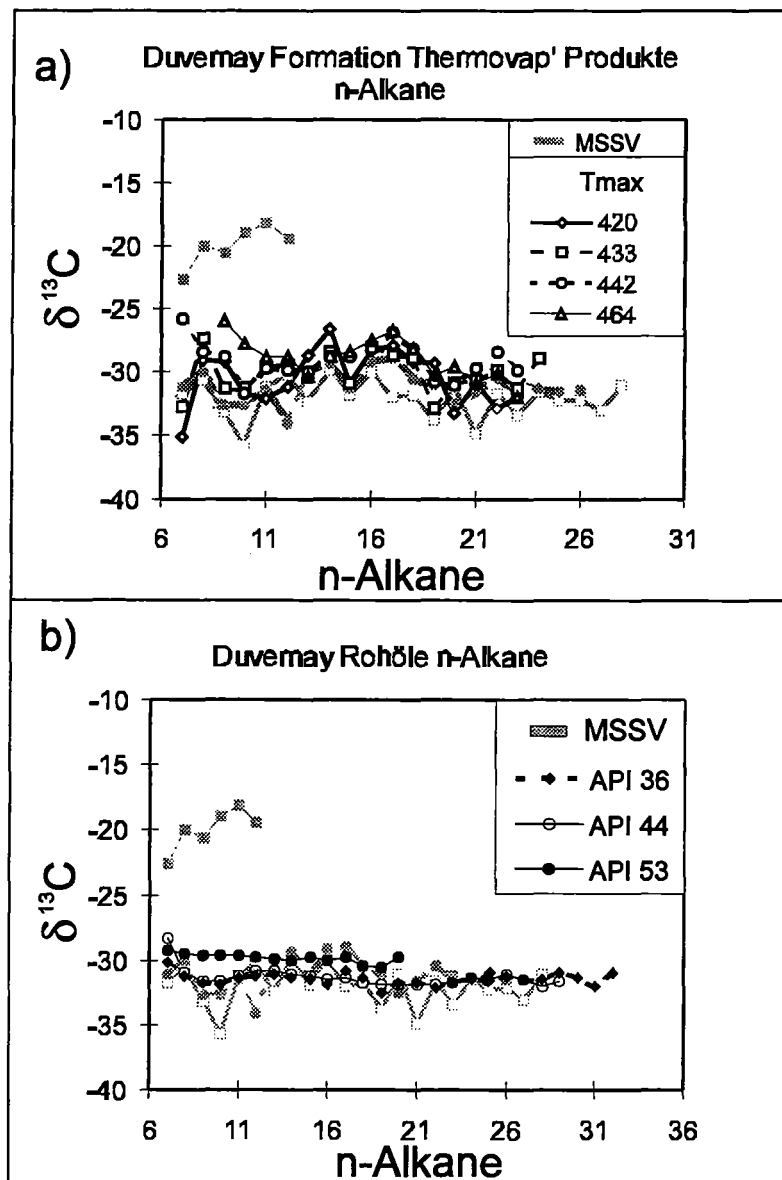 a)
Duvernay Formation Thermovap' Produkte
n-Alkane
-10
-15
-20
-25
-30
-35
-40
δ¹³C
MSSV
Tmax
420
433
442
464
6
11
16
21
26
31
n-Alkane
b)
Duvernay Rohöle n-Alkane
-10
-15
-20
-25
-30
-35
-40
δ¹³C
MSSV
API 36
API 44
API 53
6
11
16
21
26
31
36
n-Alkane